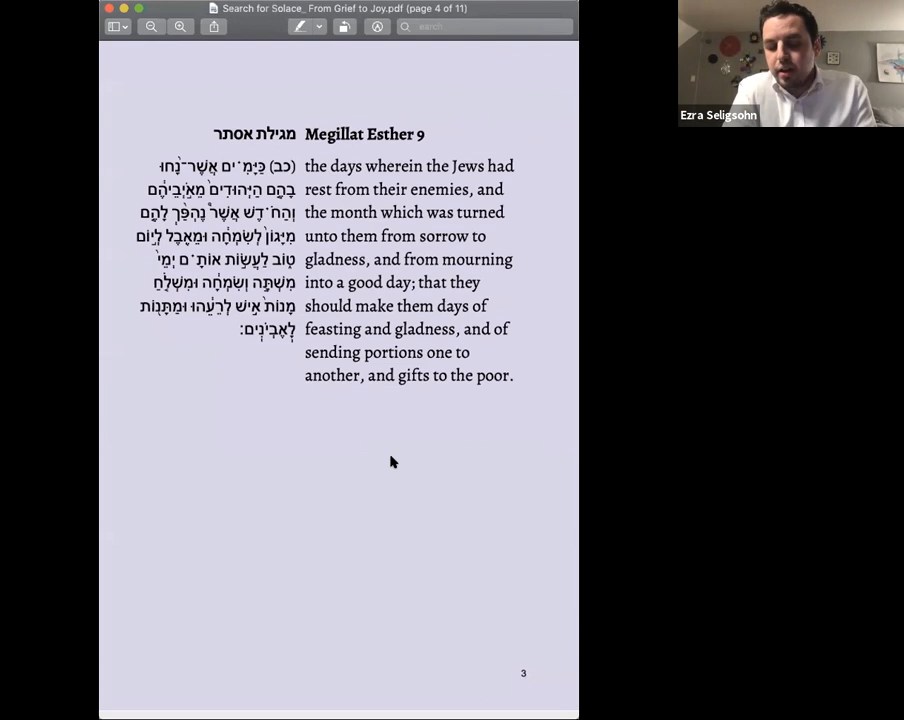 Search for Solace_ From Grief to Joy.pdf (page 4 of 11)
search
Ezra Seligsohn
מגילת אסתר
(כב) כַּיָּמִ֗ים אֲשֶׁר־נָ֨חוּ
בָהֶ֤ם הַיְּהוּדִים֙ מֵאֹ֣יְבֵיהֶ֔ם
וְהַחֹ֗דֶשׁ אֲשֶׁר֩ נֶהְפַּ֨ךְ לָהֶ֤ם
מִיָּגוֹן֙ לְשִׂמְחָ֔ה וּמֵאֵ֖בֶל לְי֣וֹם
ט֑וֹב לַעֲשׂ֣וֹת אוֹתָ֗ם יְמֵי֙
מִשְׁתֶּ֣ה וְשִׂמְחָ֔ה וּמִשְׁלֹ֤חַ
מָנוֹת֙ אִ֣ישׁ לְרֵעֵ֔הוּ וּמַתָּנ֖וֹת
לָֽאֶבְיֹנִֽים׃
Megillat Esther 9
the days wherein the Jews had
rest from their enemies, and
the month which was turned
unto them from sorrow to
gladness, and from mourning
into a good day; that they
should make them days of
feasting and gladness, and of
sending portions one to
another, and gifts to the poor.
3